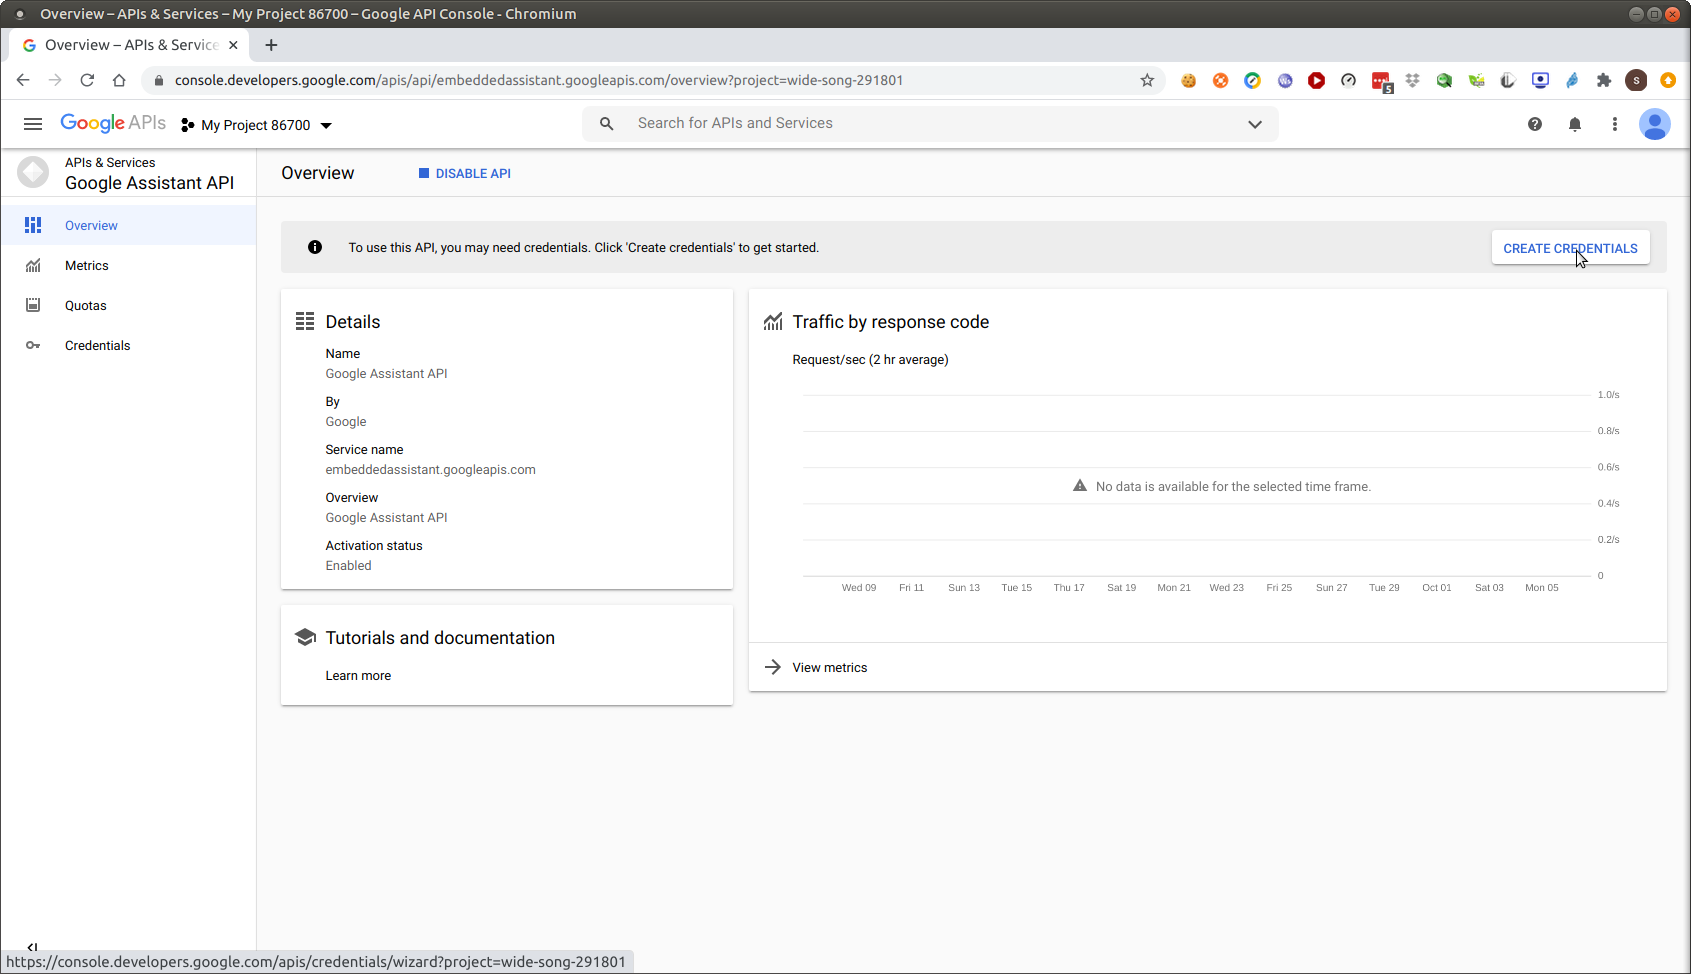 Overview – APIs & Services – My Project 86700 – Google API Console - Chromium
Overview – APIs & Service
console.developers.google.com/apis/api/embeddedassistant.googleapis.com/overview?project=wide-song-291801
5
s
Google APIs
My Project 86700
Search for APIs and Services
APIs & Services
Google Assistant API
Overview
DISABLE API
Overview
Metrics
Quotas
Credentials
To use this API, you may need credentials. Click 'Create credentials' to get started.
CREATE CREDENTIALS
Details
Name
Google Assistant API
By
Google
Service name
embeddedassistant.googleapis.com
Overview
Google Assistant API
Activation status
Enabled
Tutorials and documentation
Learn more
Traffic by response code
Request/sec (2 hr average)
1.0/s
0.8/s
0.6/s
No data is available for the selected time frame.
0.4/s
0.2/s
0
Wed 09 Fri 11 Sun 13 Tue 15 Thu 17 Sat 19 Mon 21 Wed 23 Fri 25 Sun 27 Tue 29 Oct 01 Sat 03 Mon 05
View metrics
https://console.developers.google.com/apis/credentials/wizard?project=wide-song-291801